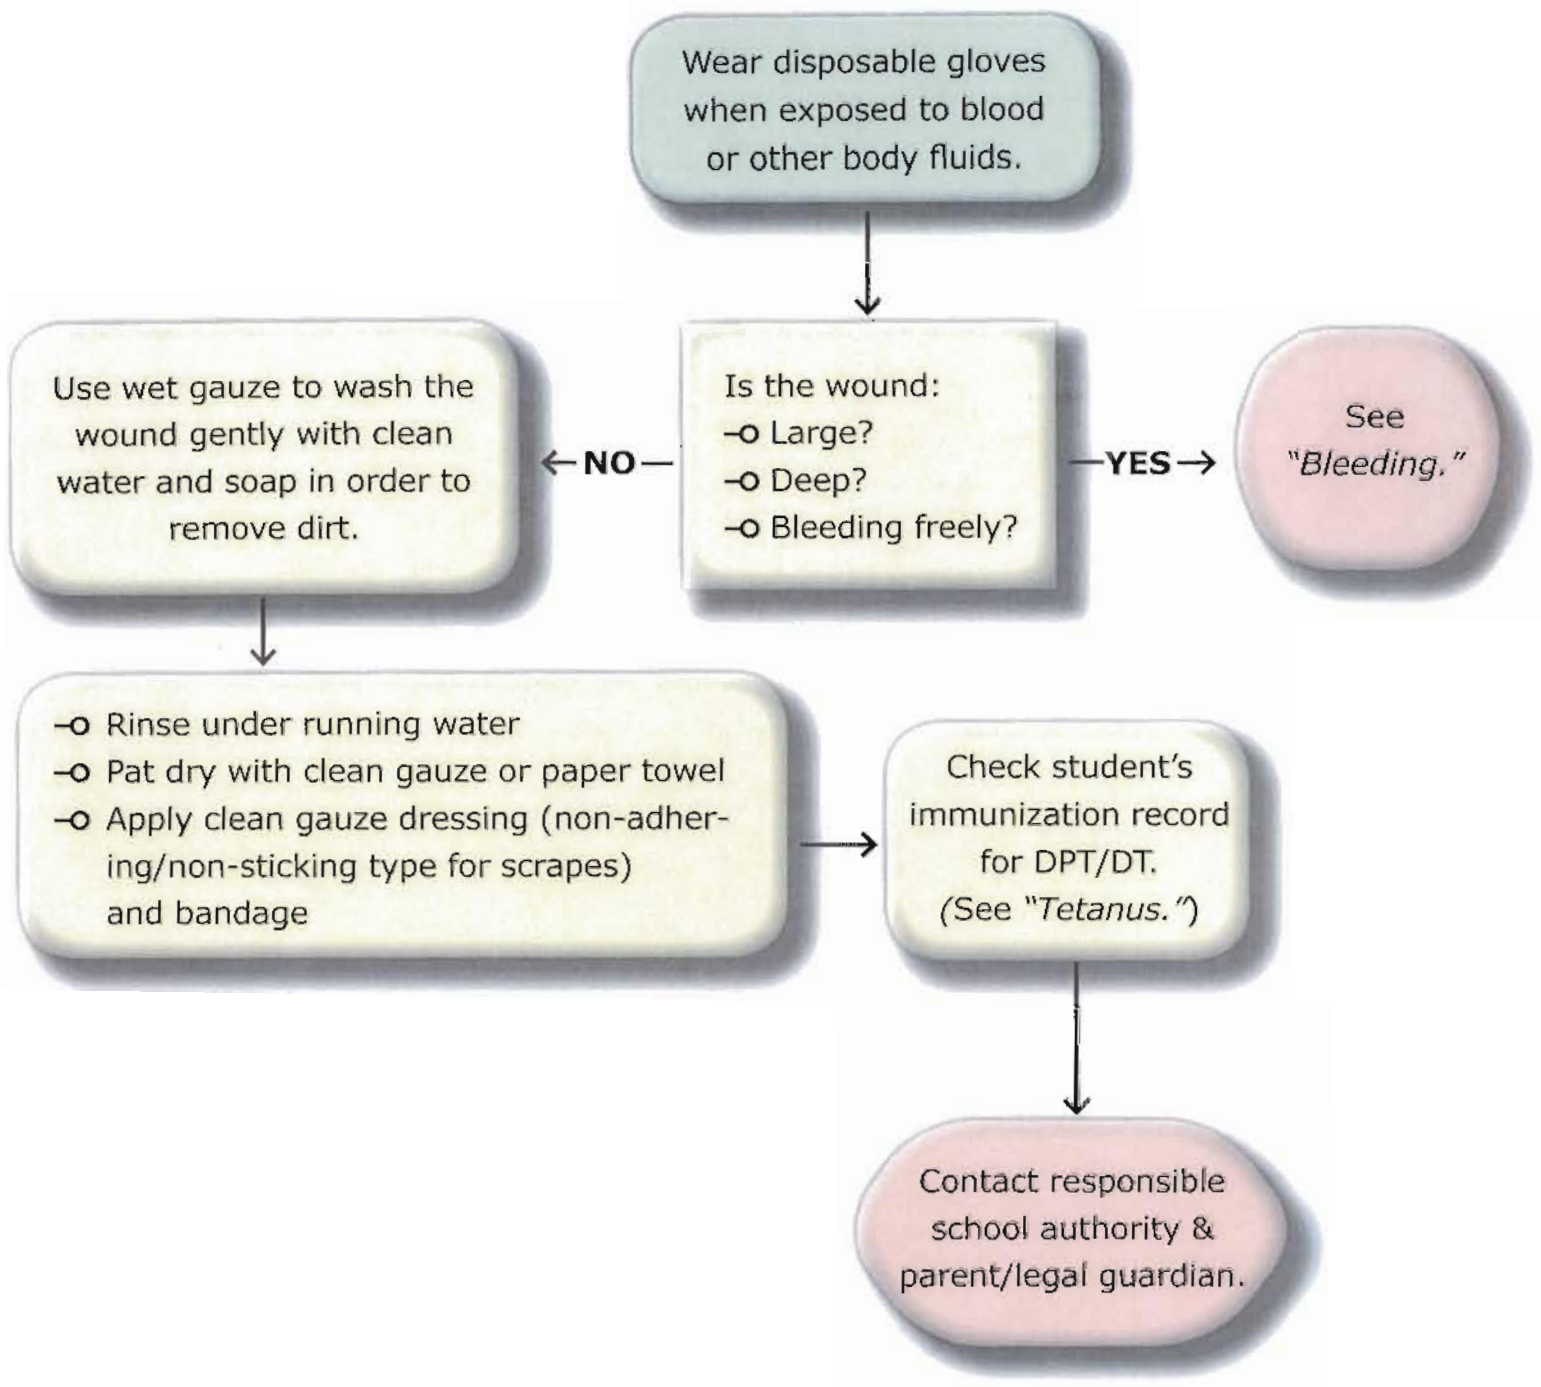 Wear disposable gloves
when exposed to blood
or other body fluids.
Is the wound:
Large?
Deep?
Bleeding freely?
NO
YES
See
“Bleeding.”
Use wet gauze to wash the
wound gently with clean
water and soap in order to
remove dirt.
Rinse under running water
Pat dry with clean gauze or paper towel
Apply clean gauze dressing (non-adher-
ing/non-sticking type for scrapes)
and bandage
Check student’s
immunization record
for DPT/DT.
(See “Tetanus.”)
Contact responsible
school authority &
parent/legal guardian.